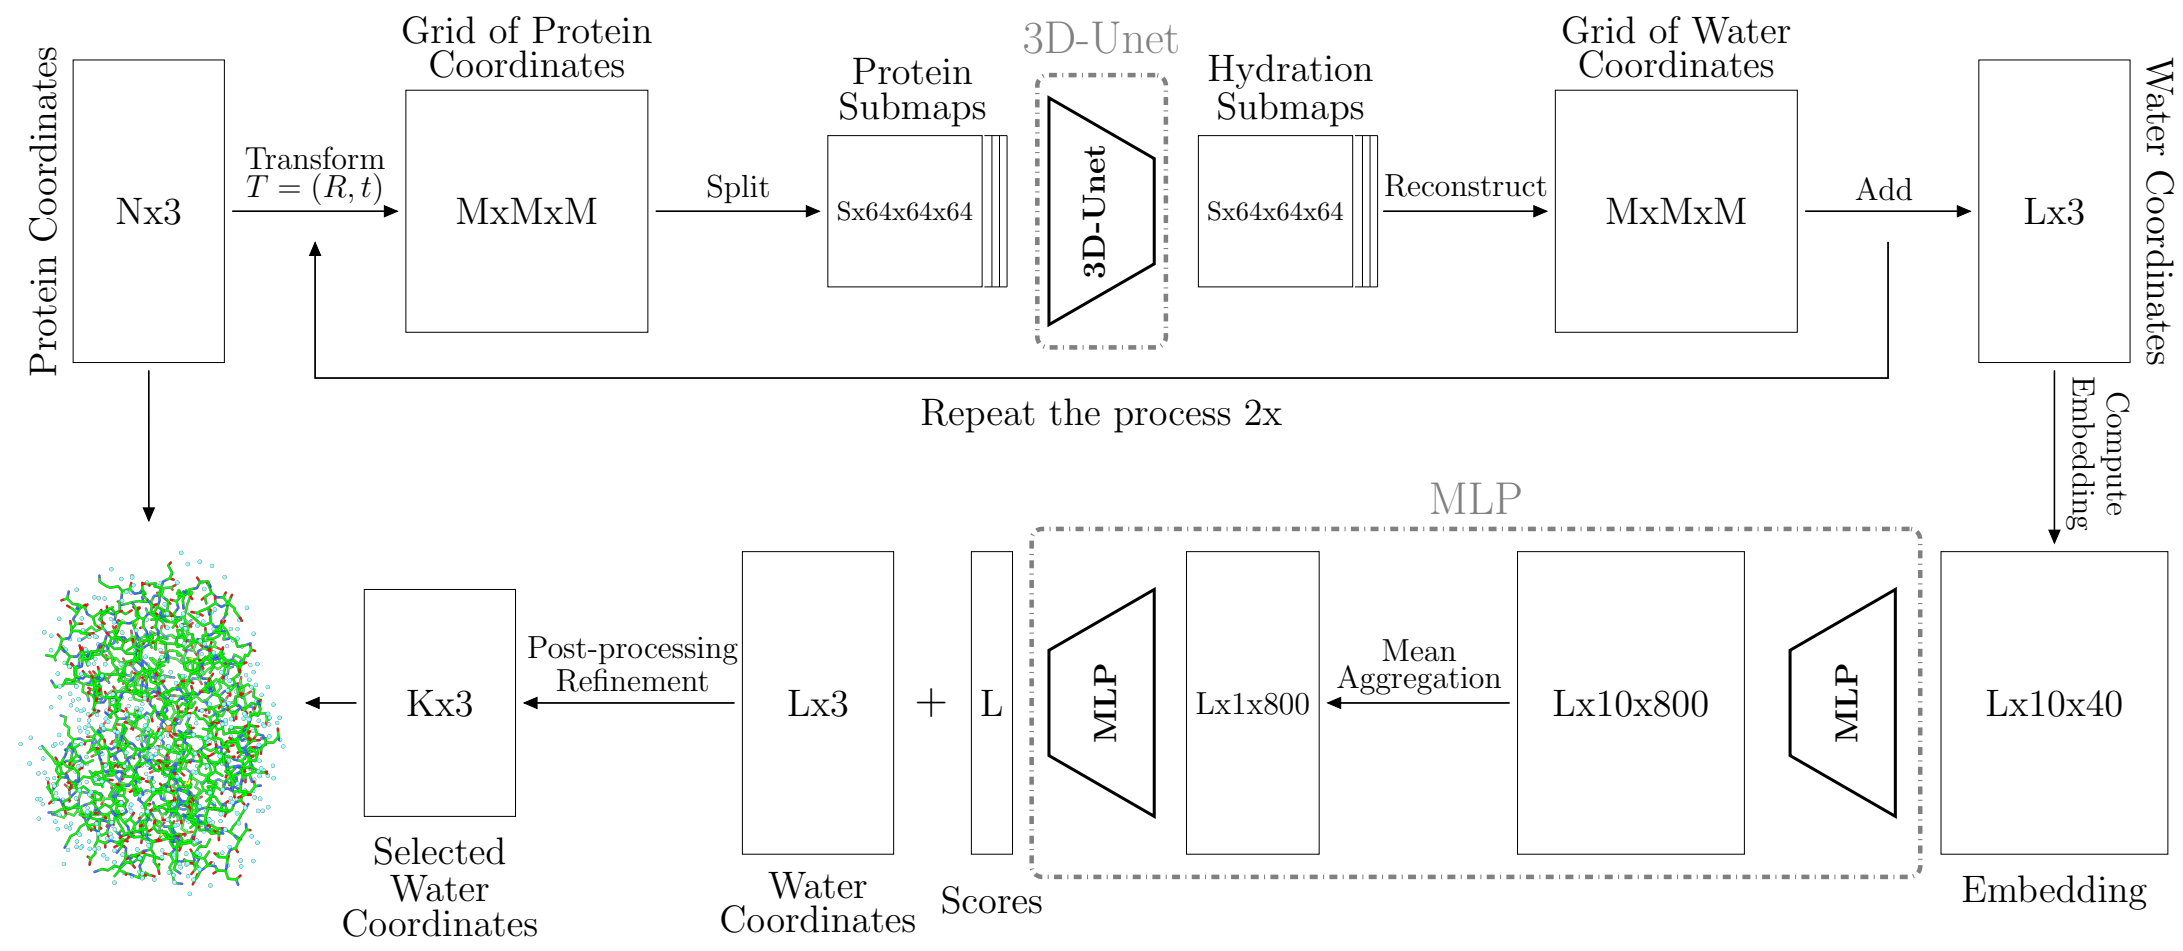 Protein Coordinates
Nx3
Transform
T = (R, t)
Grid of Protein
Coordinates
MxMxM
Split
Protein
Submaps
Sx64x64x64
3D-Unet
3D-Unet
Hydration
Submaps
Sx64x64x64
Reconstruct
Grid of Water
Coordinates
MxMxM
Add
Lx3
Water Coordinates
Repeat the process 2x
Compute
Embedding
MLP
Lx10x40
Embedding
MLP
Lx10x800
Mean
Aggregation
Lx1x800
MLP
L
Scores
+
Lx3
Water
Coordinates
Post-processing
Refinement
Kx3
Selected
Water
Coordinates